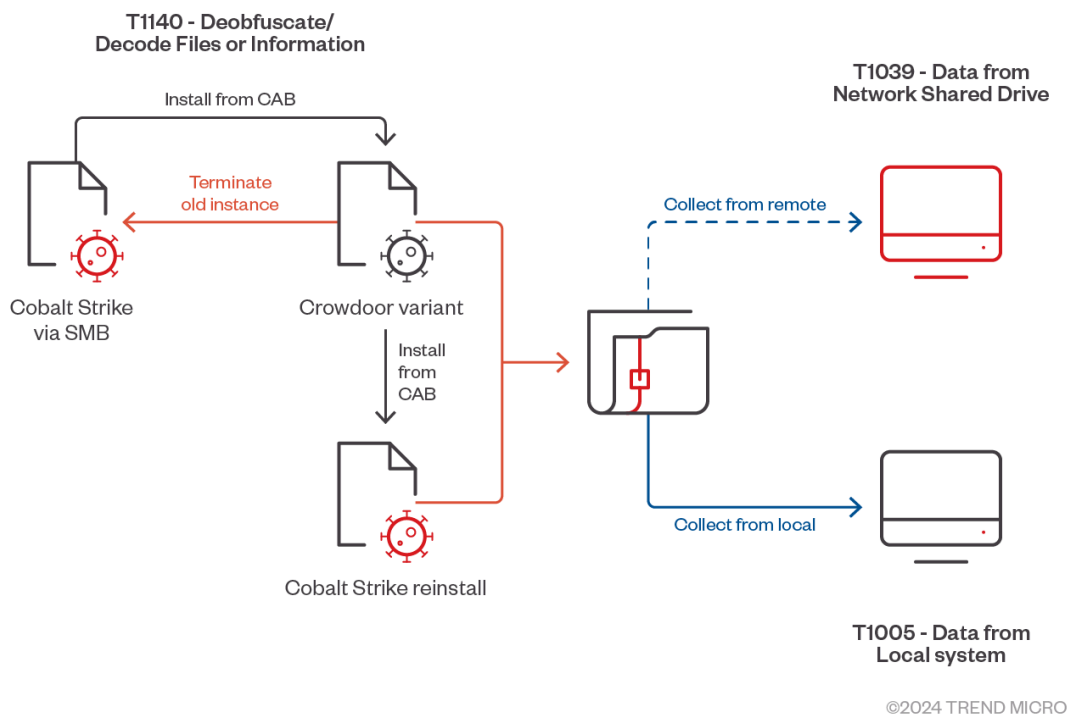 T1140 - Deobfuscate/
Decode Files or Information
Install from CAB
Terminate
old instance
Cobalt Strike
via SMB
Crowdoor variant
Install
from
CAB
Cobalt Strike reinstall
T1039 - Data from
Network Shared Drive
Collect from remote
Collect from local
T1005 - Data from
Local system
©2024 TREND MICRO